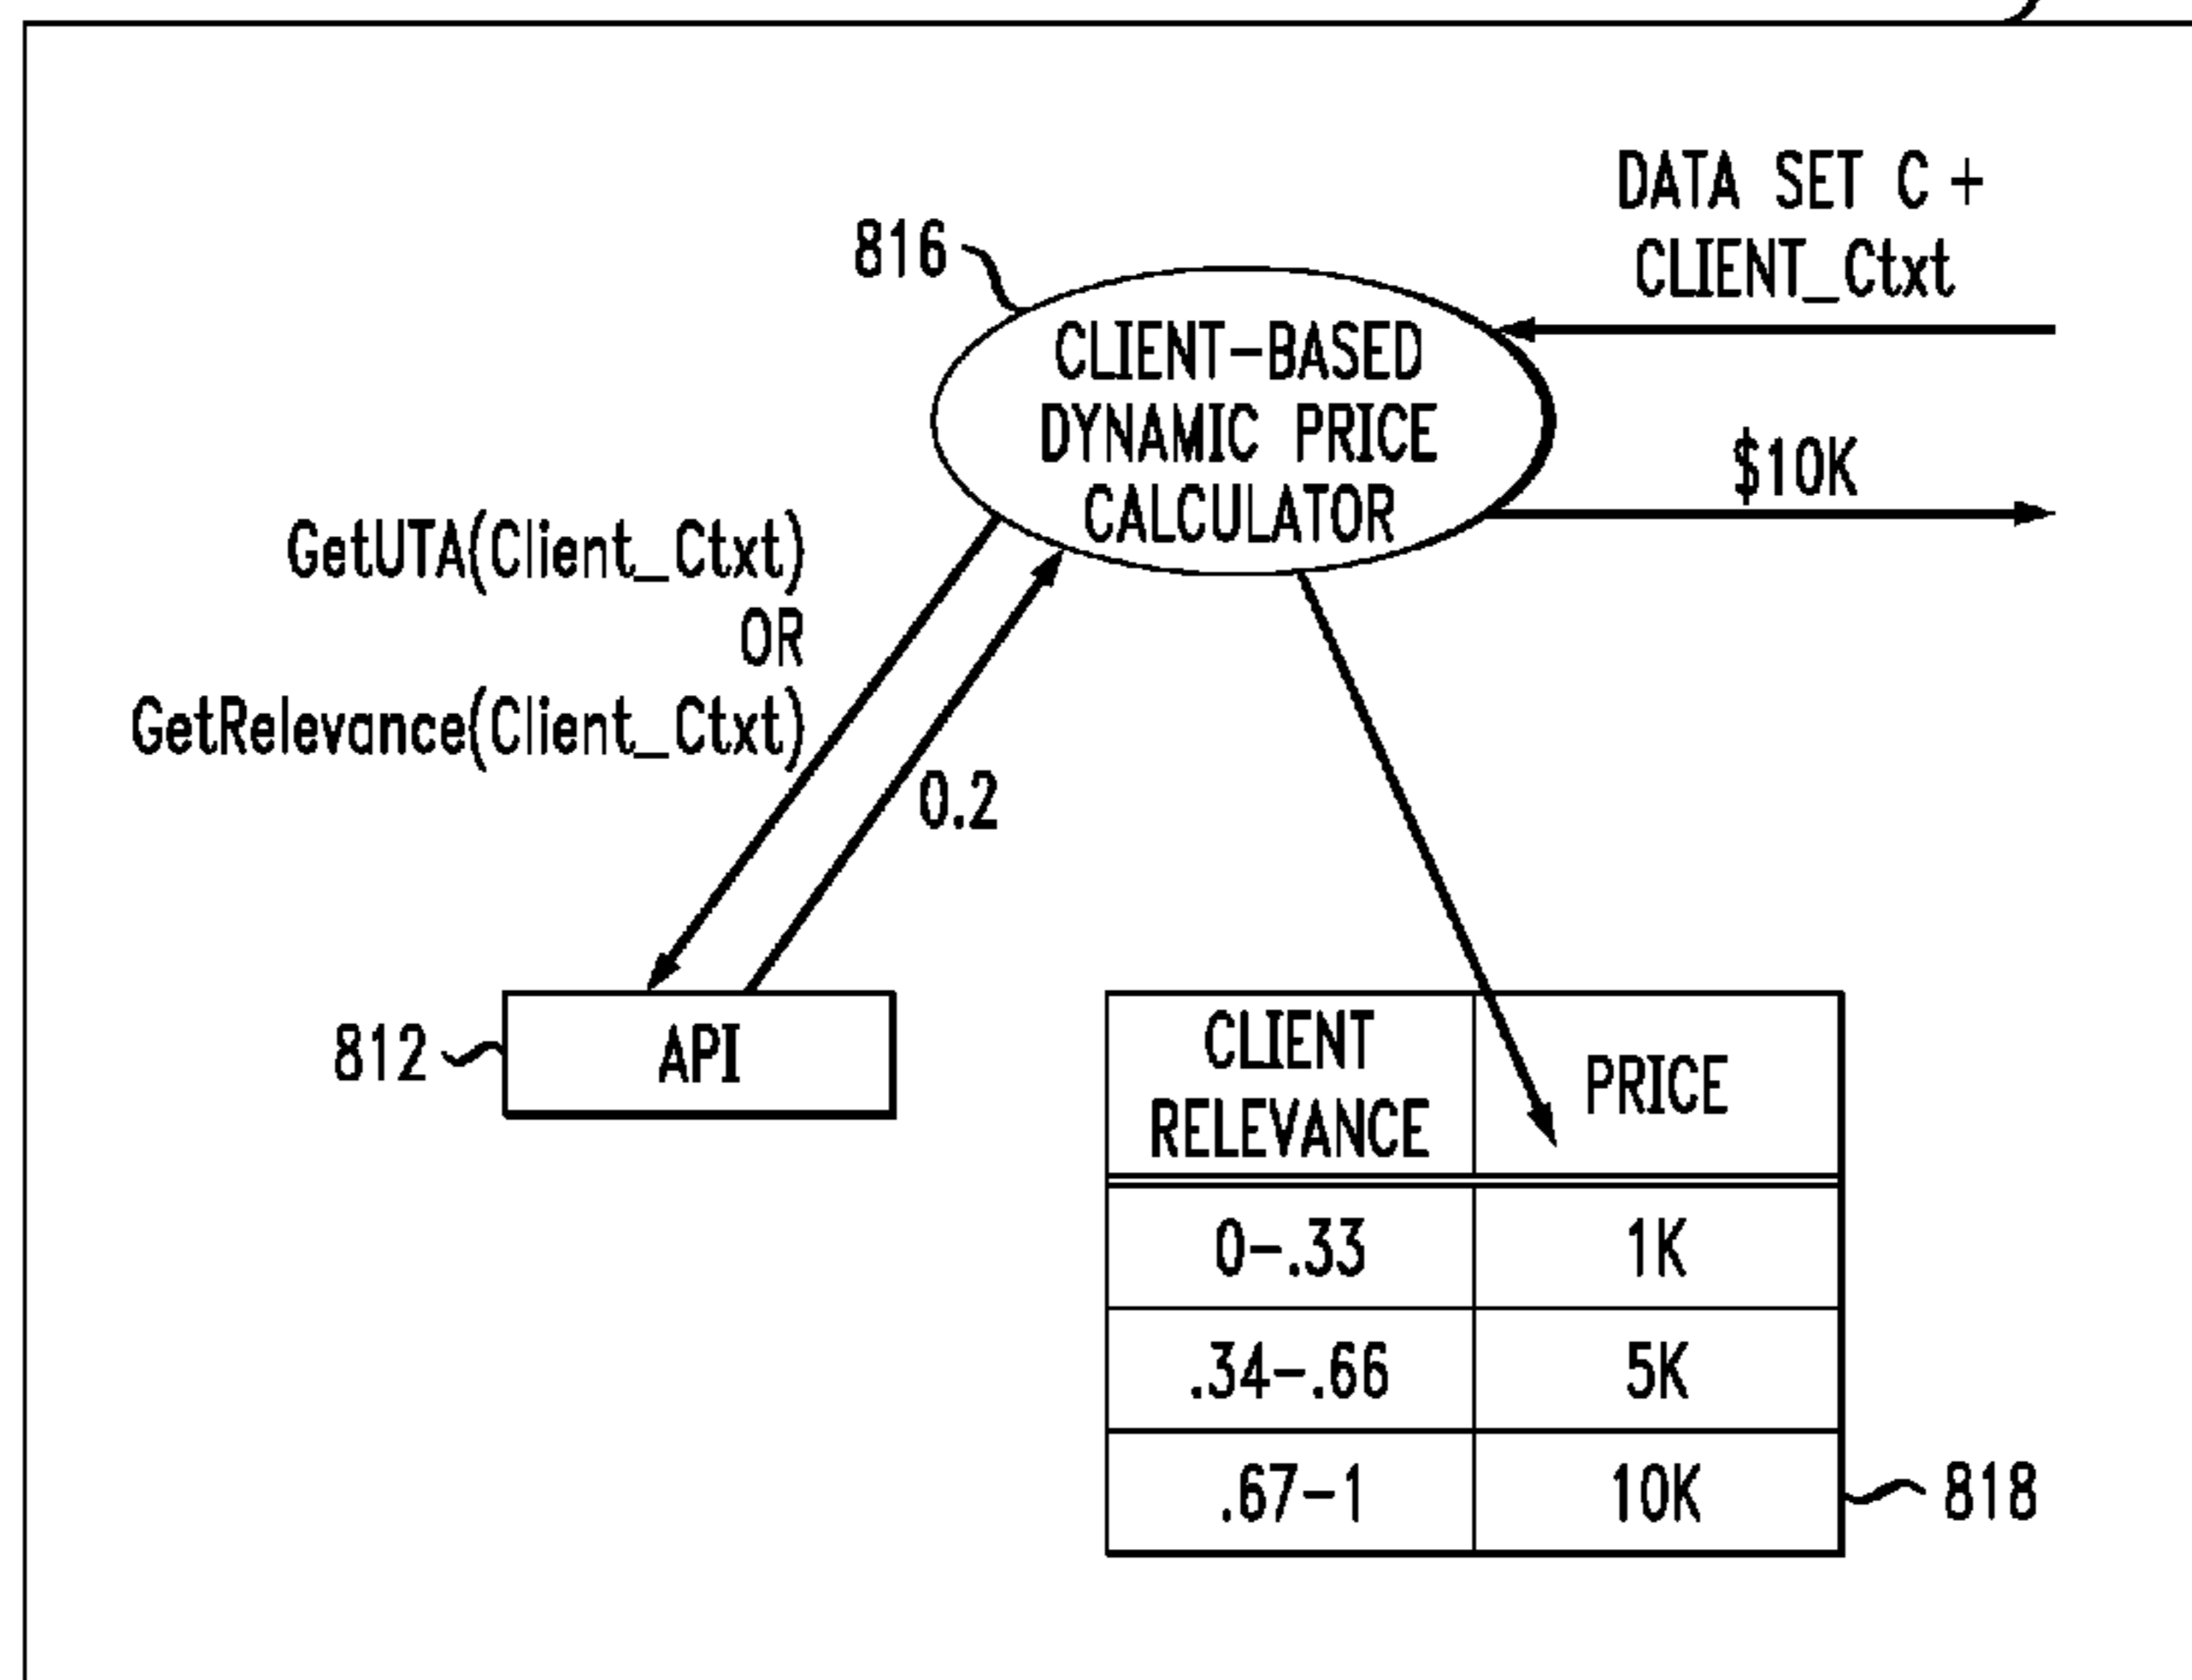 DATA SET C +
CLIENT_Ctxt
816
CLIENT-BASED
DYNAMIC PRICE
CALCULATOR
$10K
GetUTA(Client_Ctxt)
OR
GetRelevance(Client_Ctxt)
0.2
812
API
CLIENT
RELEVANCE
PRICE
0-.33
1K
.34-.66
5K
.67-1
10K
818